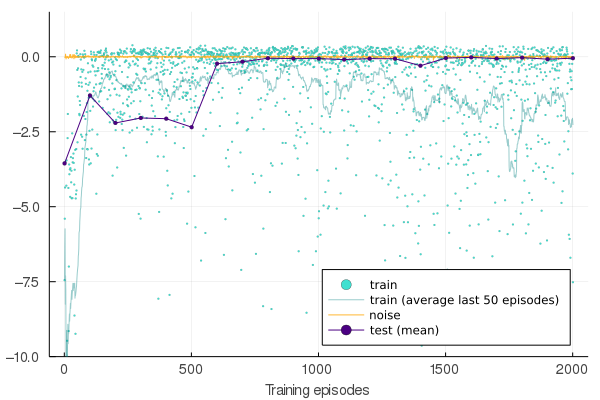 0.0
−2.5
−5.0
−7.5
−10.0
train
train (average last 50 episodes)
noise
test (mean)
0 500 1000 1500 2000
Training episodes